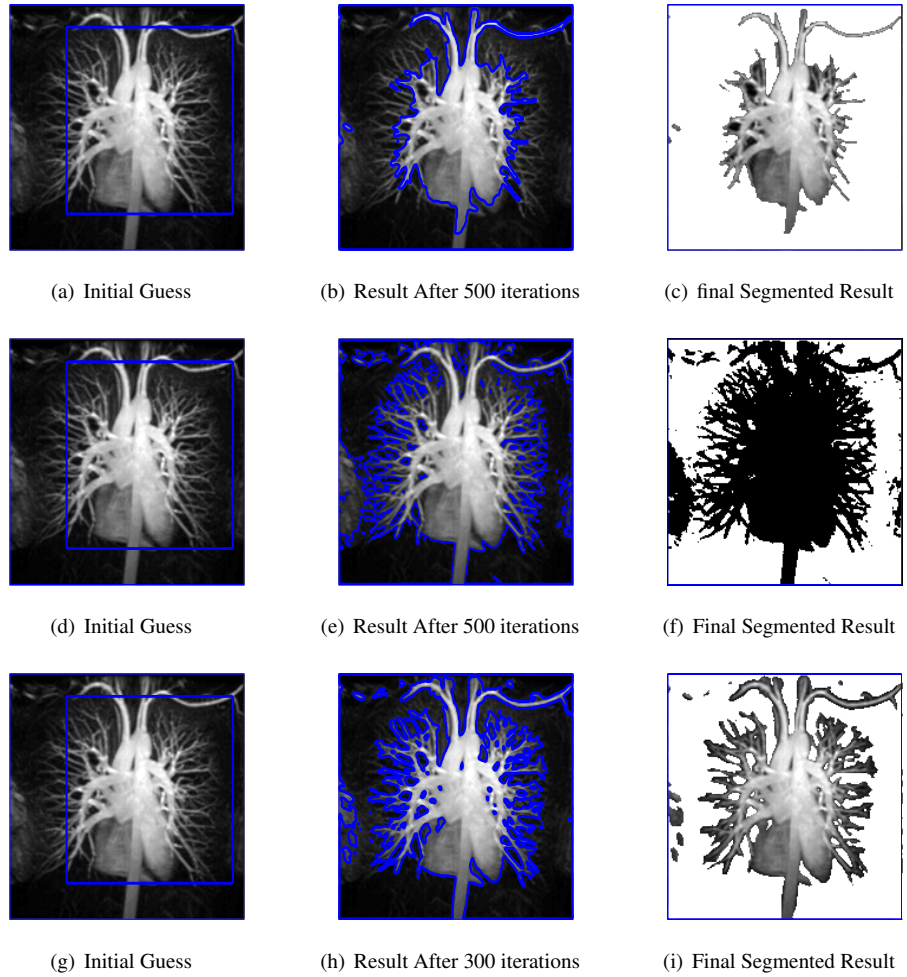 (a) Initial Guess
(b) Result After 500 iterations
(c) final Segmented Result
(d) Initial Guess
(e) Result After 500 iterations
(f) Final Segmented Result
(g) Initial Guess
(h) Result After 300 iterations
(i) Final Segmented Result